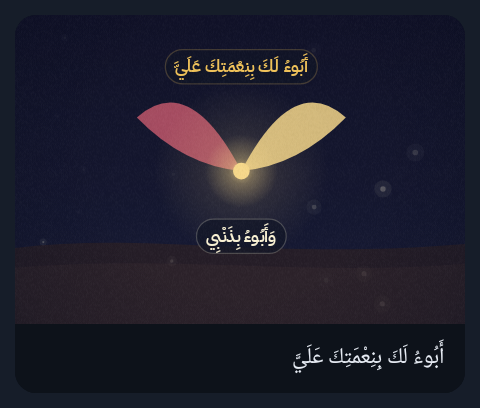 أَبُوءُ لَكَ بِنِعْمَتِكَ عَلَيَّ
وَأَبُوءُ بِذَنْبِي
أَبُوءُ لَكَ بِنِعْمَتِكَ عَلَيَّ